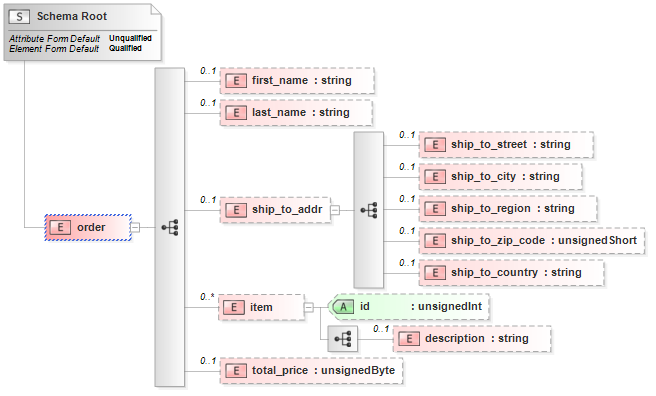 S Schema Root
Attribute Form Default Unqualified
Element Form Default Qualified
0..1
E first_name : string
0..1
E last_name : string
0..1
E ship_to_street : string
0..1
E ship_to_city : string
0..1
E ship_to_addr
0..1
E ship_to_region : string
E order
0..1
E ship_to_zip_code : unsignedShort
0..1
E ship_to_country : string
0..*
E item
A id : unsignedInt
0..1
E description : string
0..1
E total_price : unsignedByte